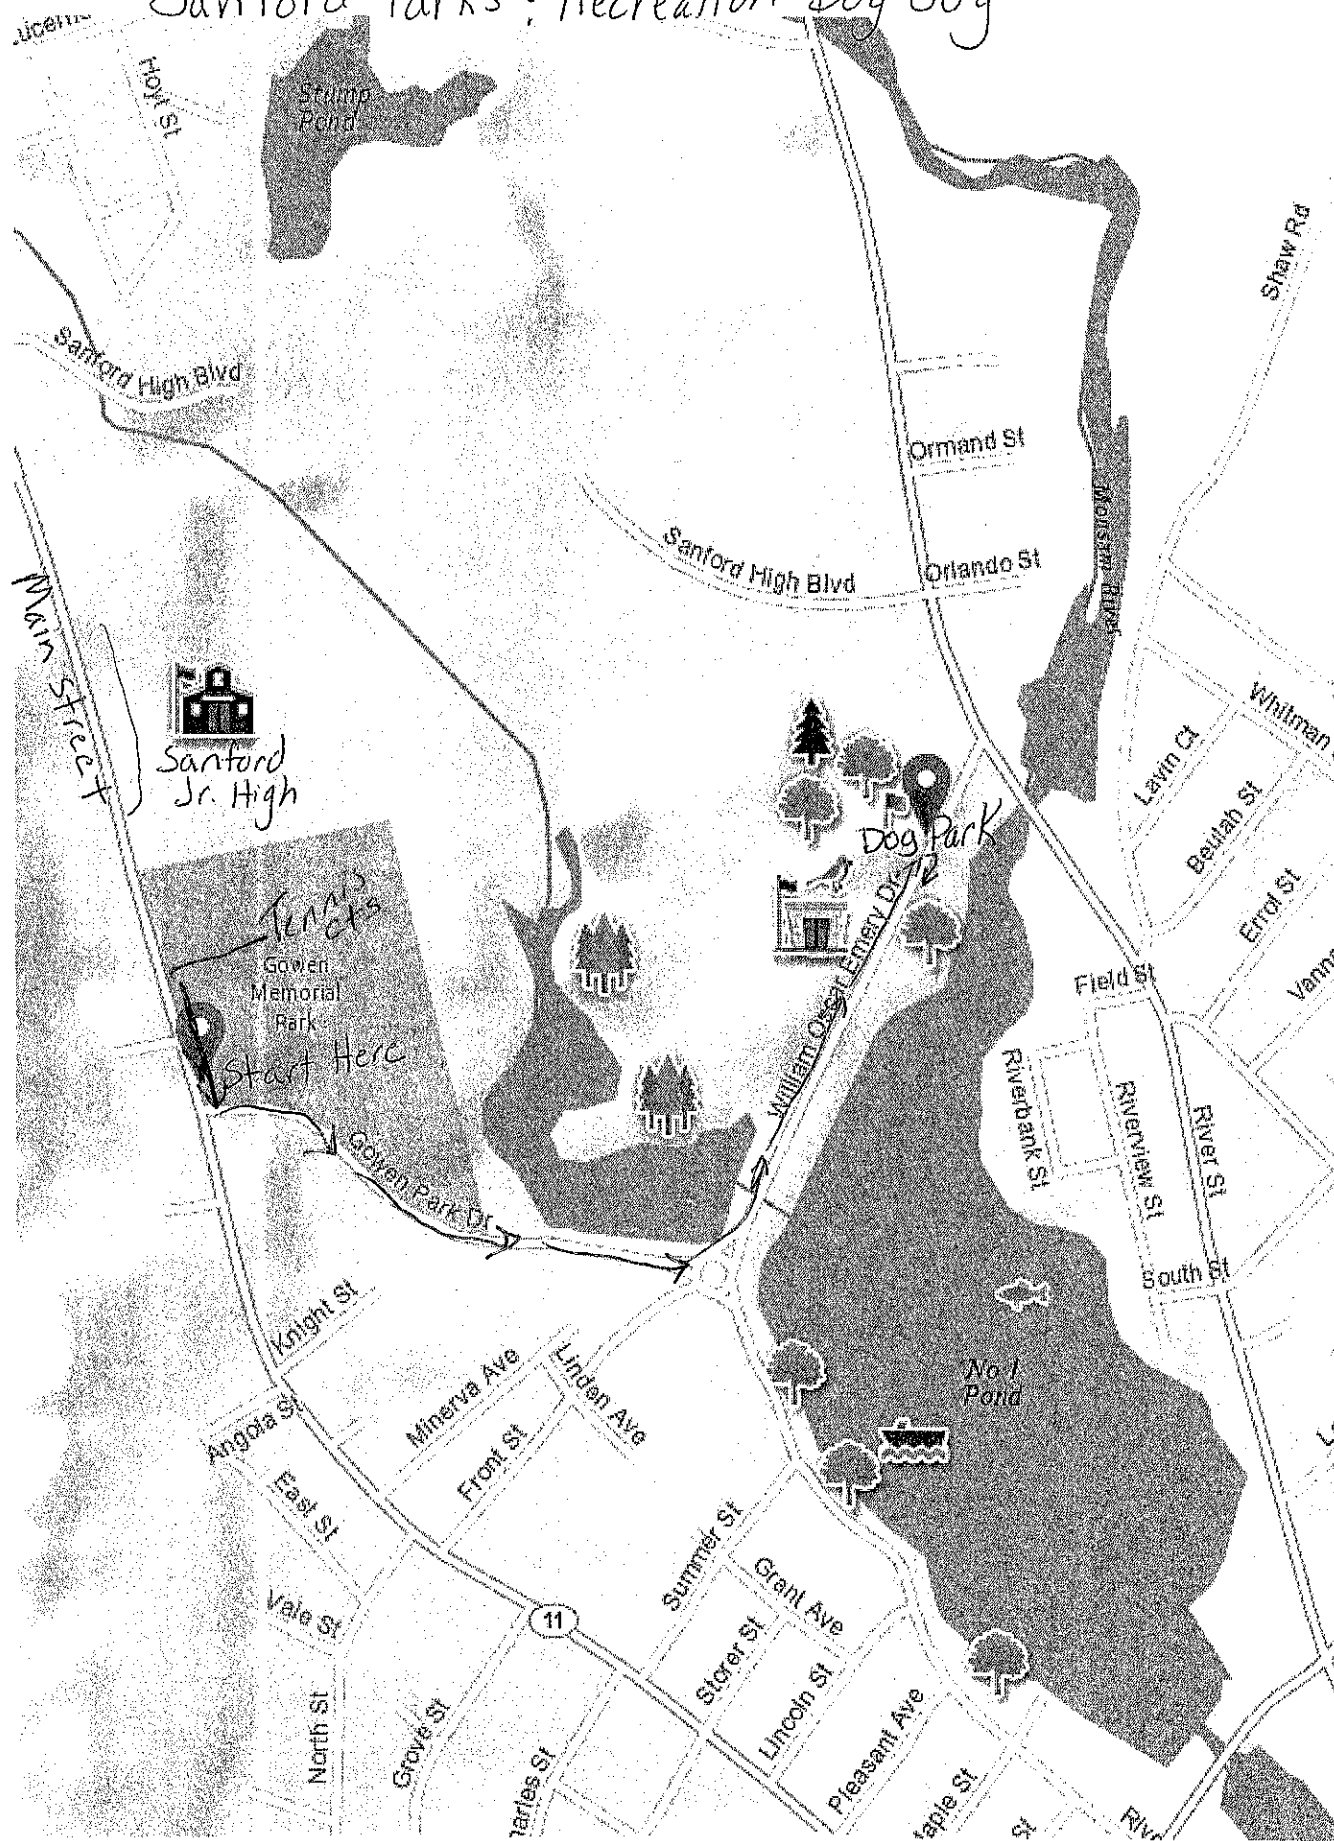 Sanford Parks & Recreation Dog Jog
Hoyt St
Stump
Pond
Shaw Rd
Sanford High Blvd
Ormand St
Mousam River
Sanford High Blvd
Orlando St
Main Street
Sanford
Jr. High
Whitman
Lavin Ct
Beulah St
Errol St
Dog Park
Tennis
Cts
Gowen
Memorial
Park
Start Here
William Oscar Emery Dr
Field St
Gowen Park Dr
Riverbank St
Riverview St
River St
South St
Knight St
Minerva Ave
Linden Ave
No 1
Pond
Angola St
Front St
East St
Summer St
Grant Ave
Vale St
11
Storer St
Lincoln St
North St
Grove St
Pleasant Ave
St